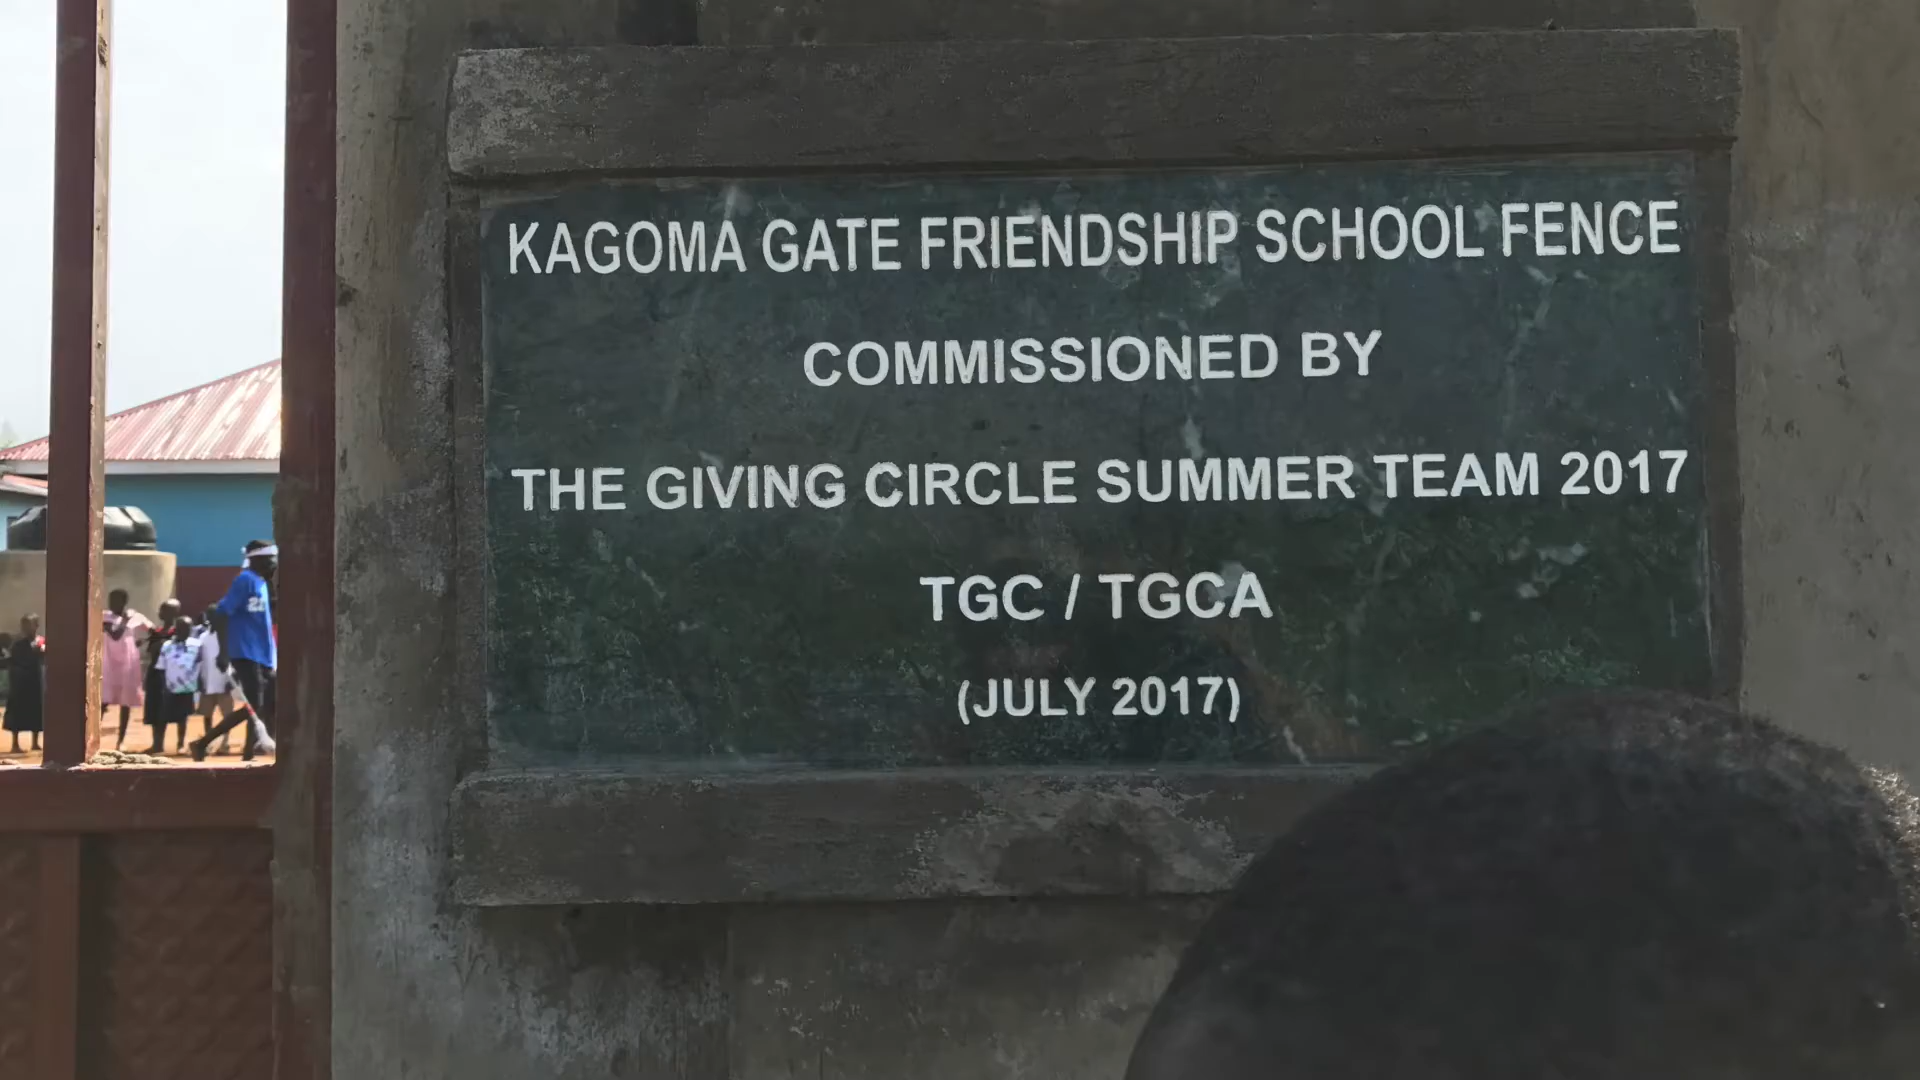 KAGOMA GATE FRIENDSHIP SCHOOL FENCE
COMMISSIONED BY
THE GIVING CIRCLE SUMMER TEAM 2017
TGC / TGCA
(JULY 2017)